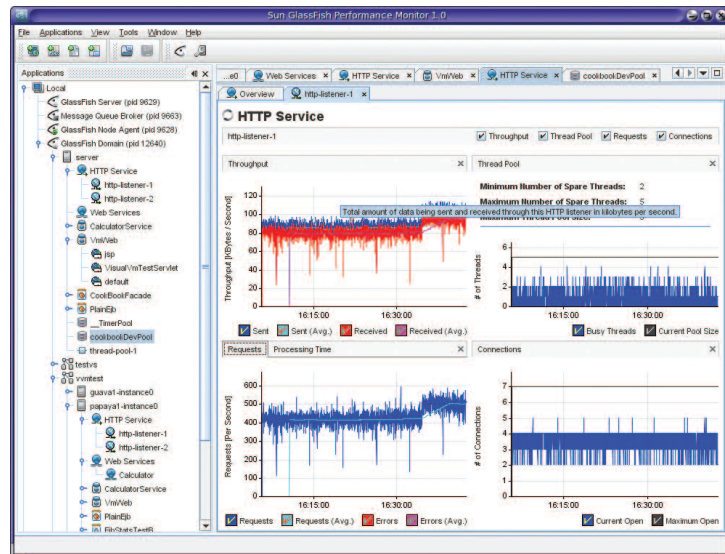 Sun GlassFish Performance Monitor 1.0
File Applications View Tools Window Help
Applications
Local
GlassFish Server (pid 9629)
Message Queue Broker (pid 9663)
GlassFish Node Agent (pid 9628)
GlassFish Domain (pid 12640)
server
HTTP Service
http-listener-1
http-listener-2
Web Services
CalculatorService
VmWeb
jsp
VisualVmTestServlet
default
CookBookFacade
PlainEjb
__TimerPool
cookbookDevPool
thread-pool-1
testvs
vvmtest
guava1-instance0
papaya1-instance0
HTTP Service
http-listener-1
http-listener-2
Web Services
Calculator
CalculatorService
VmWeb
PlainEjb
EjbStatsTestB
...e0 Web Services HTTP Service VmWeb HTTP Service cookbookDevPool
Overview http-listener-1
HTTP Service
http-listener-1 Throughput Thread Pool Requests Connections
Throughput
Throughput [KBytes / Second]
120
100
80
60
40
20
0
16:15:00 16:30:00
Sent Sent (Avg.) Received Received (Avg.)
Total amount of data being sent and received through this HTTP listener in kilobytes per second.
Thread Pool
Minimum Number of Spare Threads: 2
Maximum Number of Spare Threads: 5
# of Threads
6
4
2
0
16:15:00 16:30:00
Busy Threads Current Pool Size
Requests Processing Time
Requests [Per Second]
600
500
400
300
200
100
0
16:15:00 16:30:00
Requests Requests (Avg.) Errors Errors (Avg.)
Connections
# of Connections
7
6
5
4
3
2
1
0
16:15:00 16:30:00
Current Open Maximum Open